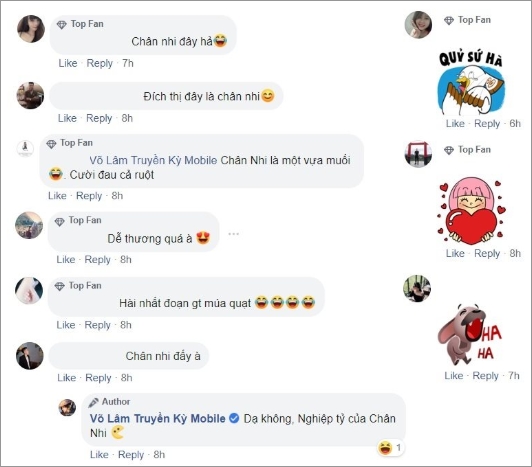 Top Fan
Chân nhi đây hả
Like · Reply · 7h
Đích thị đây là chân nhi
Like · Reply · 8h
Top Fan
Võ Lâm Truyền Kỳ Mobile Chân Nhi là một vựa muối
. Cười đau cả ruột
Like · Reply · 8h
Top Fan
Dễ thương quá à
Like · Reply · 8h
Top Fan
Hài nhất đoạn gt múa quạt
Like · Reply · 8h
Chân nhi đấy à
Like · Reply · 8h
Author
Võ Lâm Truyền Kỳ Mobile Dạ không, Nghiệp tỷ của Chân
Nhi
1
Like · Reply · 8h
Top Fan
QUỶ SỨ HÀ
Like · Reply · 6h
Top Fan
Like · Reply · 8h
HA
HA
Like · Reply · 7h